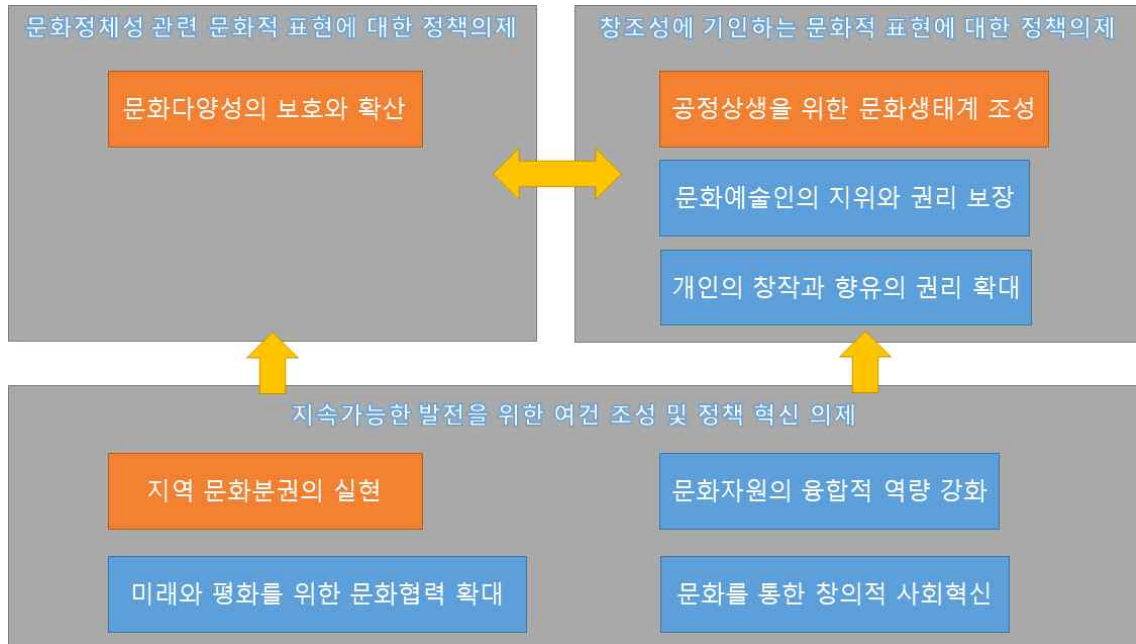 문화정체성 관련 문화적 표현에 대한 정책의제
문화다양성의 보호와 확산
창조성에 기인하는 문화적 표현에 대한 정책의제
공정상생을 위한 문화생태계 조성
문화예술인의 지위와 권리 보장
개인의 창작과 향유의 권리 확대
지속가능한 발전을 위한 여건 조성 및 정책 혁신 의제
지역 문화분권의 실현
문화자원의 융합적 역량 강화
미래와 평화를 위한 문화협력 확대
문화를 통한 창의적 사회혁신